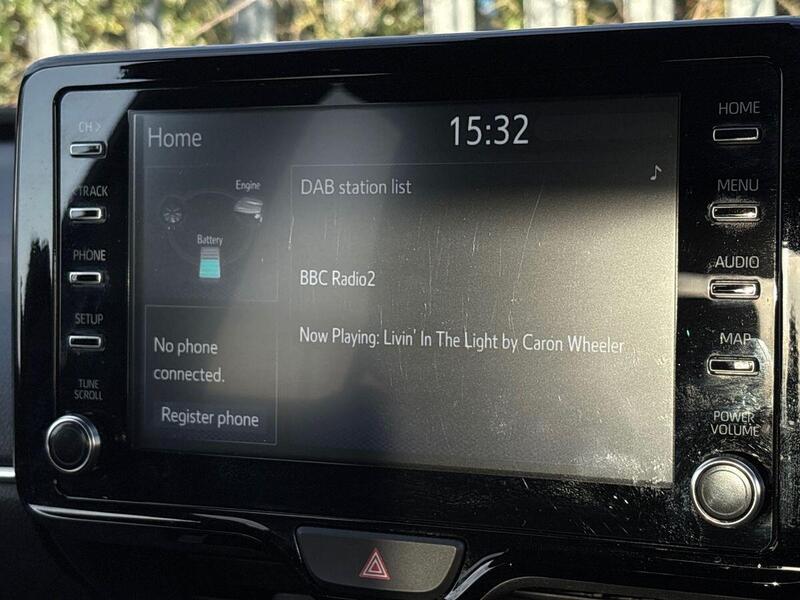 CH >
< TRACK
PHONE
SETUP
TUNE
SCROLL
Home
15:32
Engine
Battery
No phone
connected.
Register phone
DAB station list
BBC Radio2
Now Playing: Livin' In The Light by Caron Wheeler
HOME
MENU
AUDIO
MAP
POWER
VOLUME